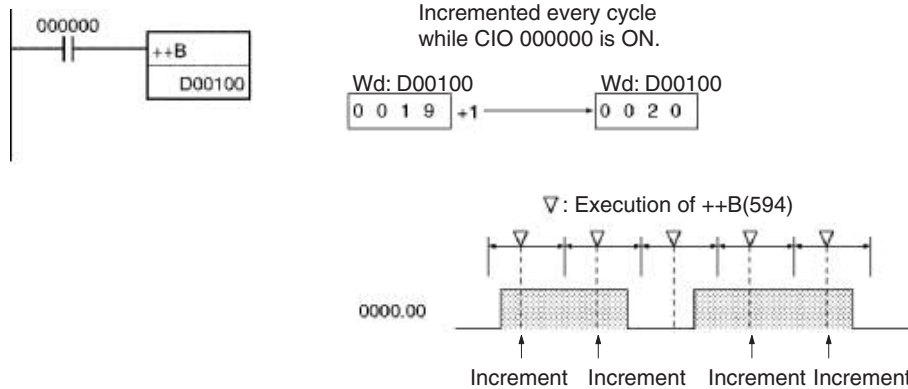 000000
++B
D00100
Incremented every cycle
while CIO 000000 is ON.
Wd: D00100 Wd: D00100
0 0 1 9 +1 0 0 2 0
: Execution of ++B(594)
0000.00
Increment Increment Increment Increment